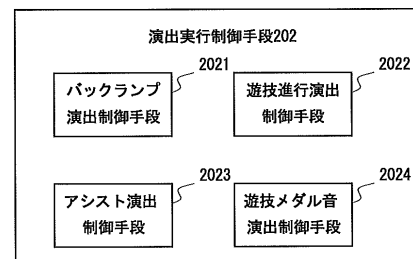 演出実行制御手段202
2021
バックランプ
演出制御手段
2022
遊技進行演出
制御手段
2023
アシスト演出
制御手段
2024
遊技メダル音
演出制御手段